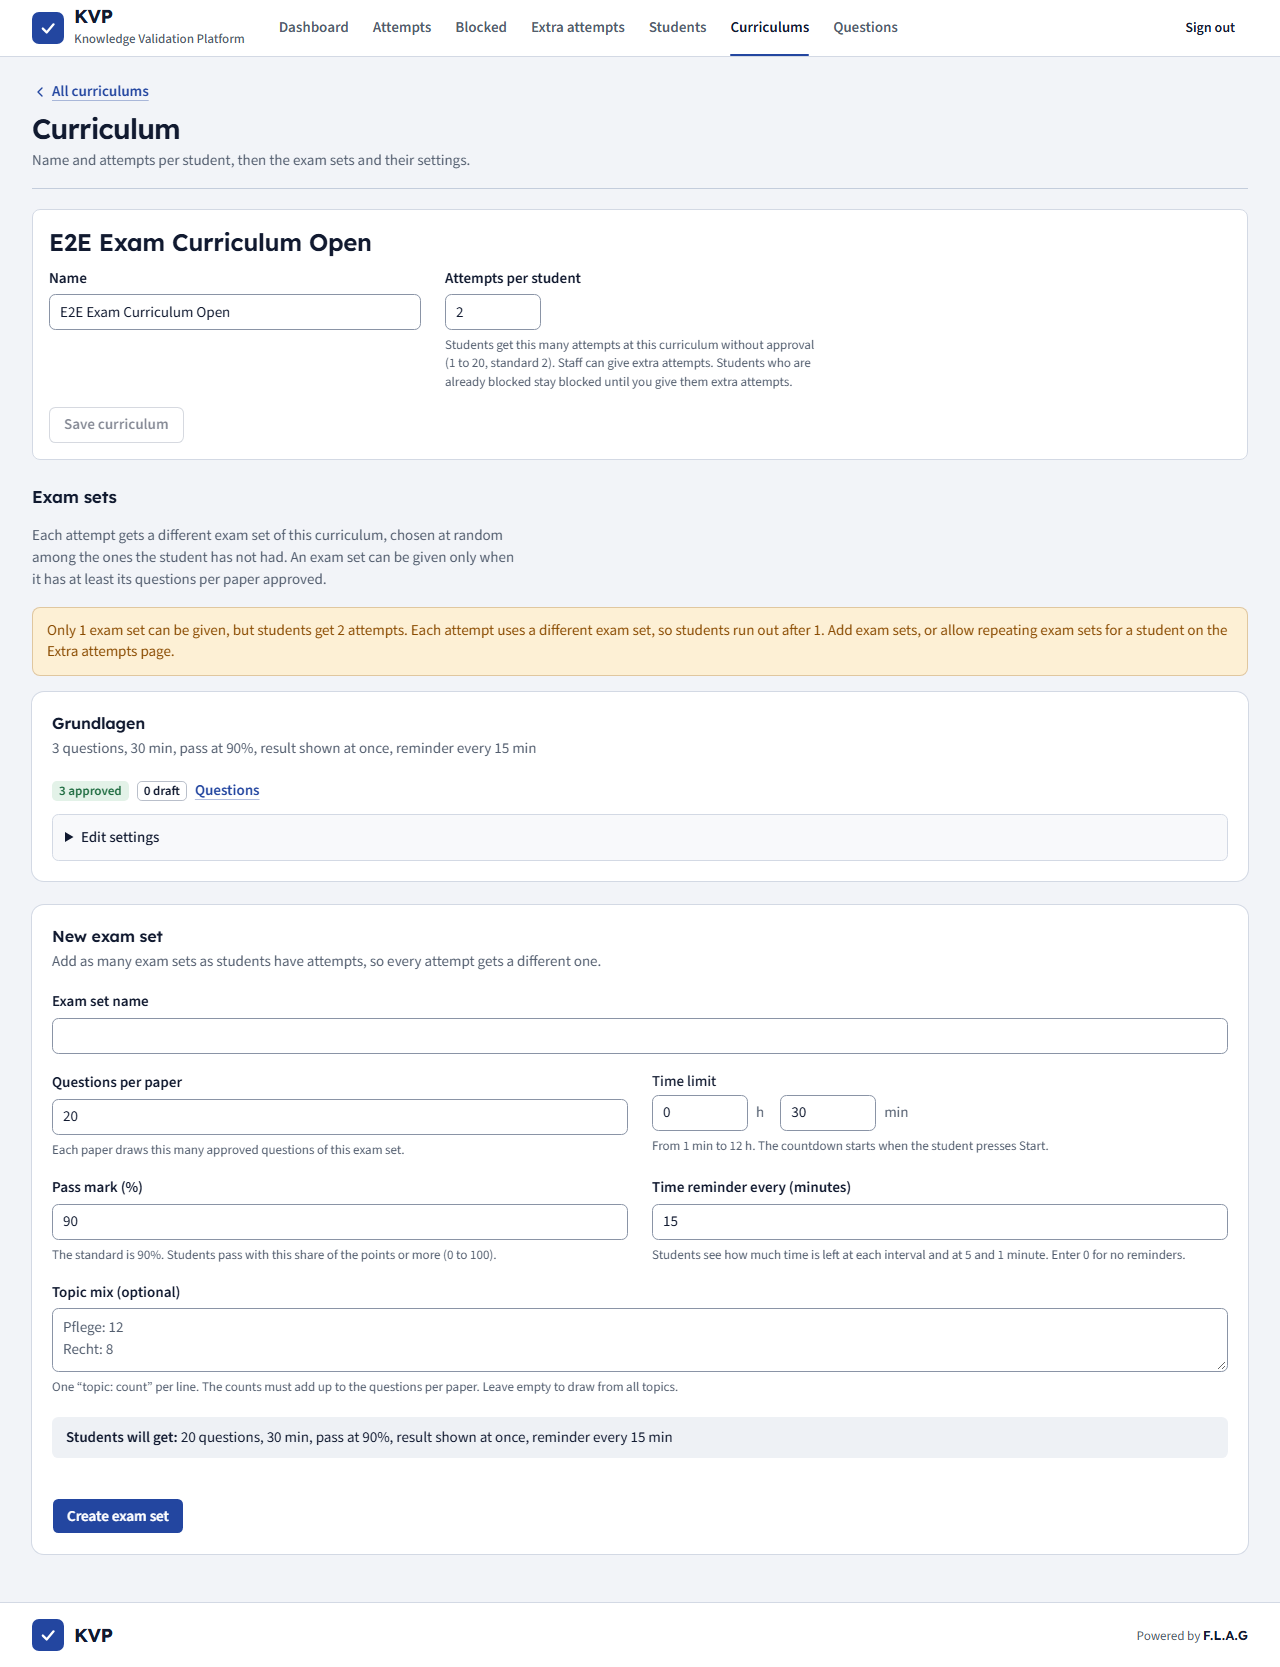 KVP
Knowledge Validation Platform
Dashboard
Attempts
Blocked
Extra attempts
Students
Curriculums
Questions
Sign out
All curriculums
Curriculum
Name and attempts per student, then the exam sets and their settings.
E2E Exam Curriculum Open
Name
Attempts per student
E2E Exam Curriculum Open
2
Students get this many attempts at this curriculum without approval
(1 to 20, standard 2). Staff can give extra attempts. Students who are
already blocked stay blocked until you give them extra attempts.
Save curriculum
Exam sets
Each attempt gets a different exam set of this curriculum, chosen at random
among the ones the student has not had. An exam set can be given only when
it has at least its questions per paper approved.
Only 1 exam set can be given, but students get 2 attempts. Each attempt uses a different exam set, so students run out after 1. Add exam sets, or allow repeating exam sets for a student on the
Extra attempts page.
Grundlagen
3 questions, 30 min, pass at 90%, result shown at once, reminder every 15 min
3 approved
0 draft
Questions
Edit settings
New exam set
Add as many exam sets as students have attempts, so every attempt gets a different one.
Exam set name
Questions per paper
20
Each paper draws this many approved questions of this exam set.
Time limit
0 h 30 min
From 1 min to 12 h. The countdown starts when the student presses Start.
Pass mark (%)
90
The standard is 90%. Students pass with this share of the points or more (0 to 100).
Time reminder every (minutes)
15
Students see how much time is left at each interval and at 5 and 1 minute. Enter 0 for no reminders.
Topic mix (optional)
Pflege: 12
Recht: 8
One “topic: count” per line. The counts must add up to the questions per paper. Leave empty to draw from all topics.
Students will get: 20 questions, 30 min, pass at 90%, result shown at once, reminder every 15 min
Create exam set
KVP
Powered by F.L.A.G